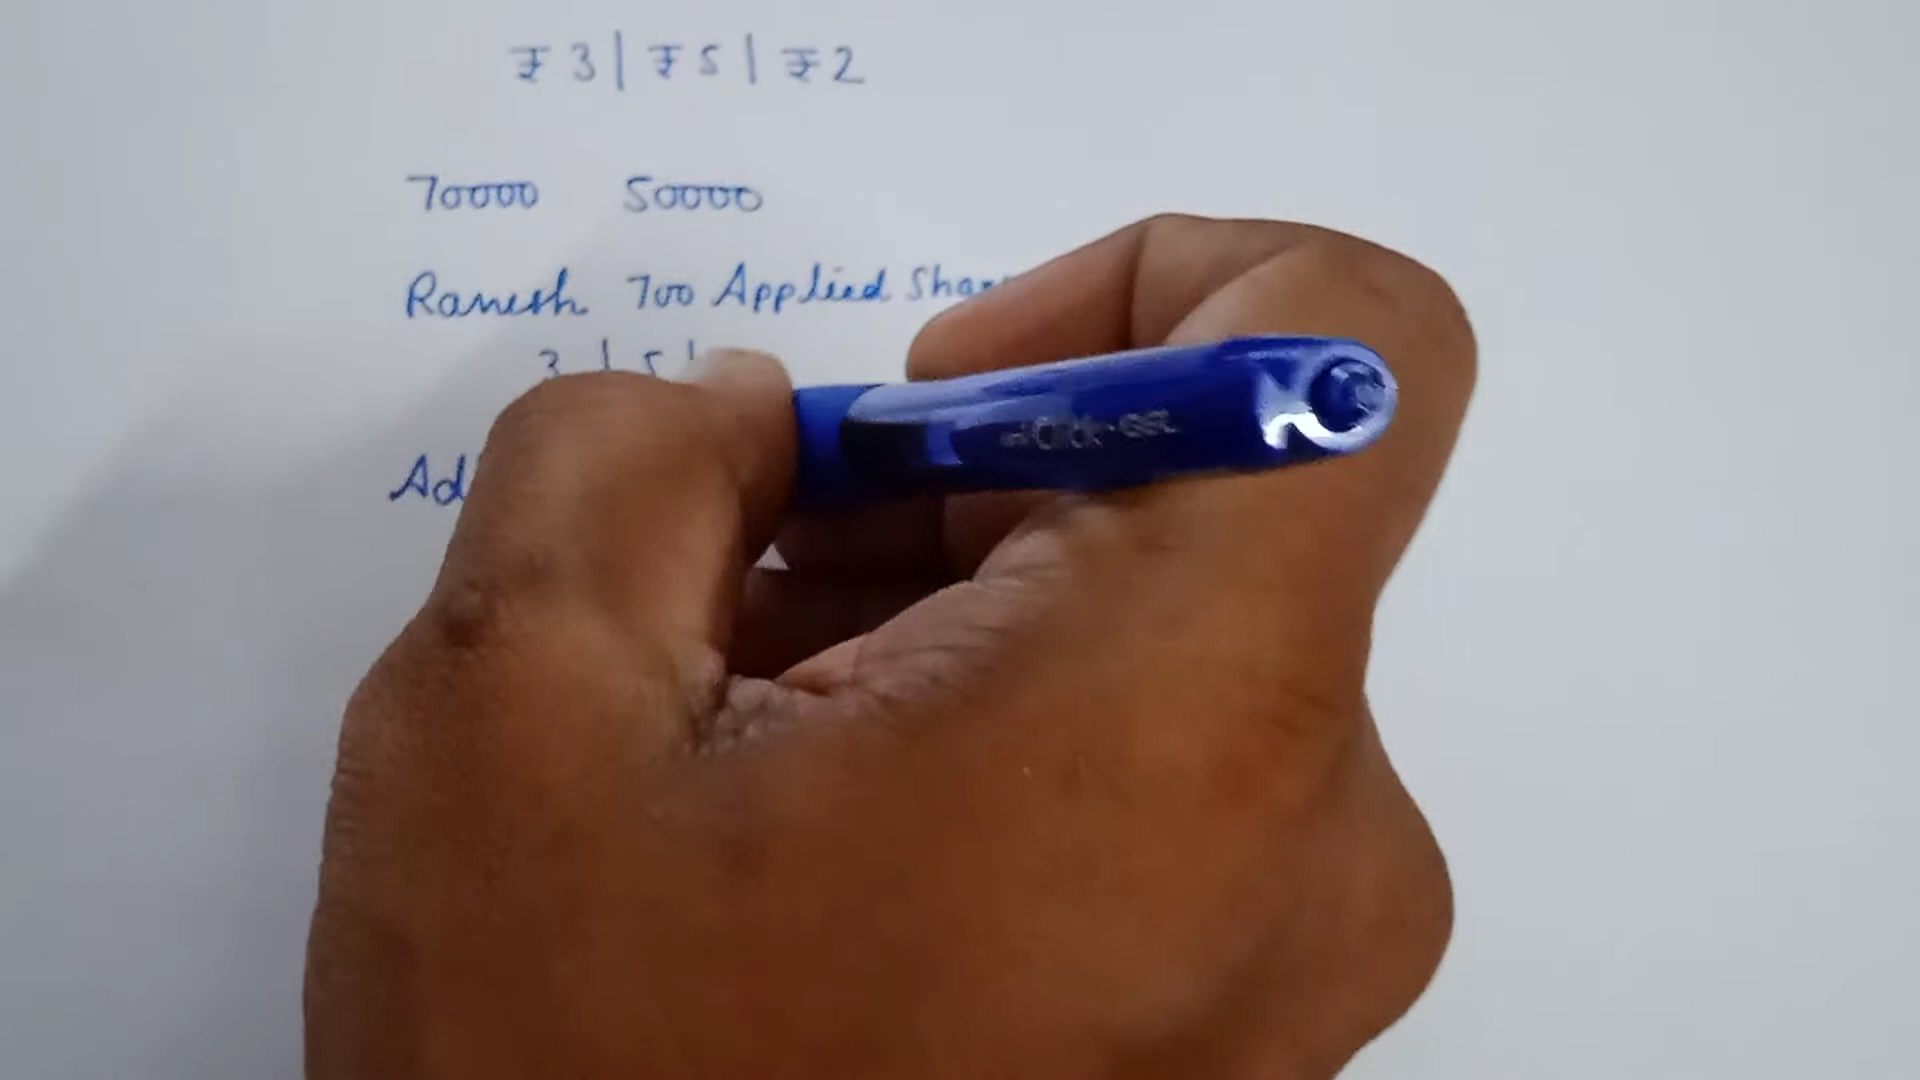 ₹ 3 | ₹ 5 | ₹ 2
70000 50000
Ramesh 700 Applied
3 | 5 |